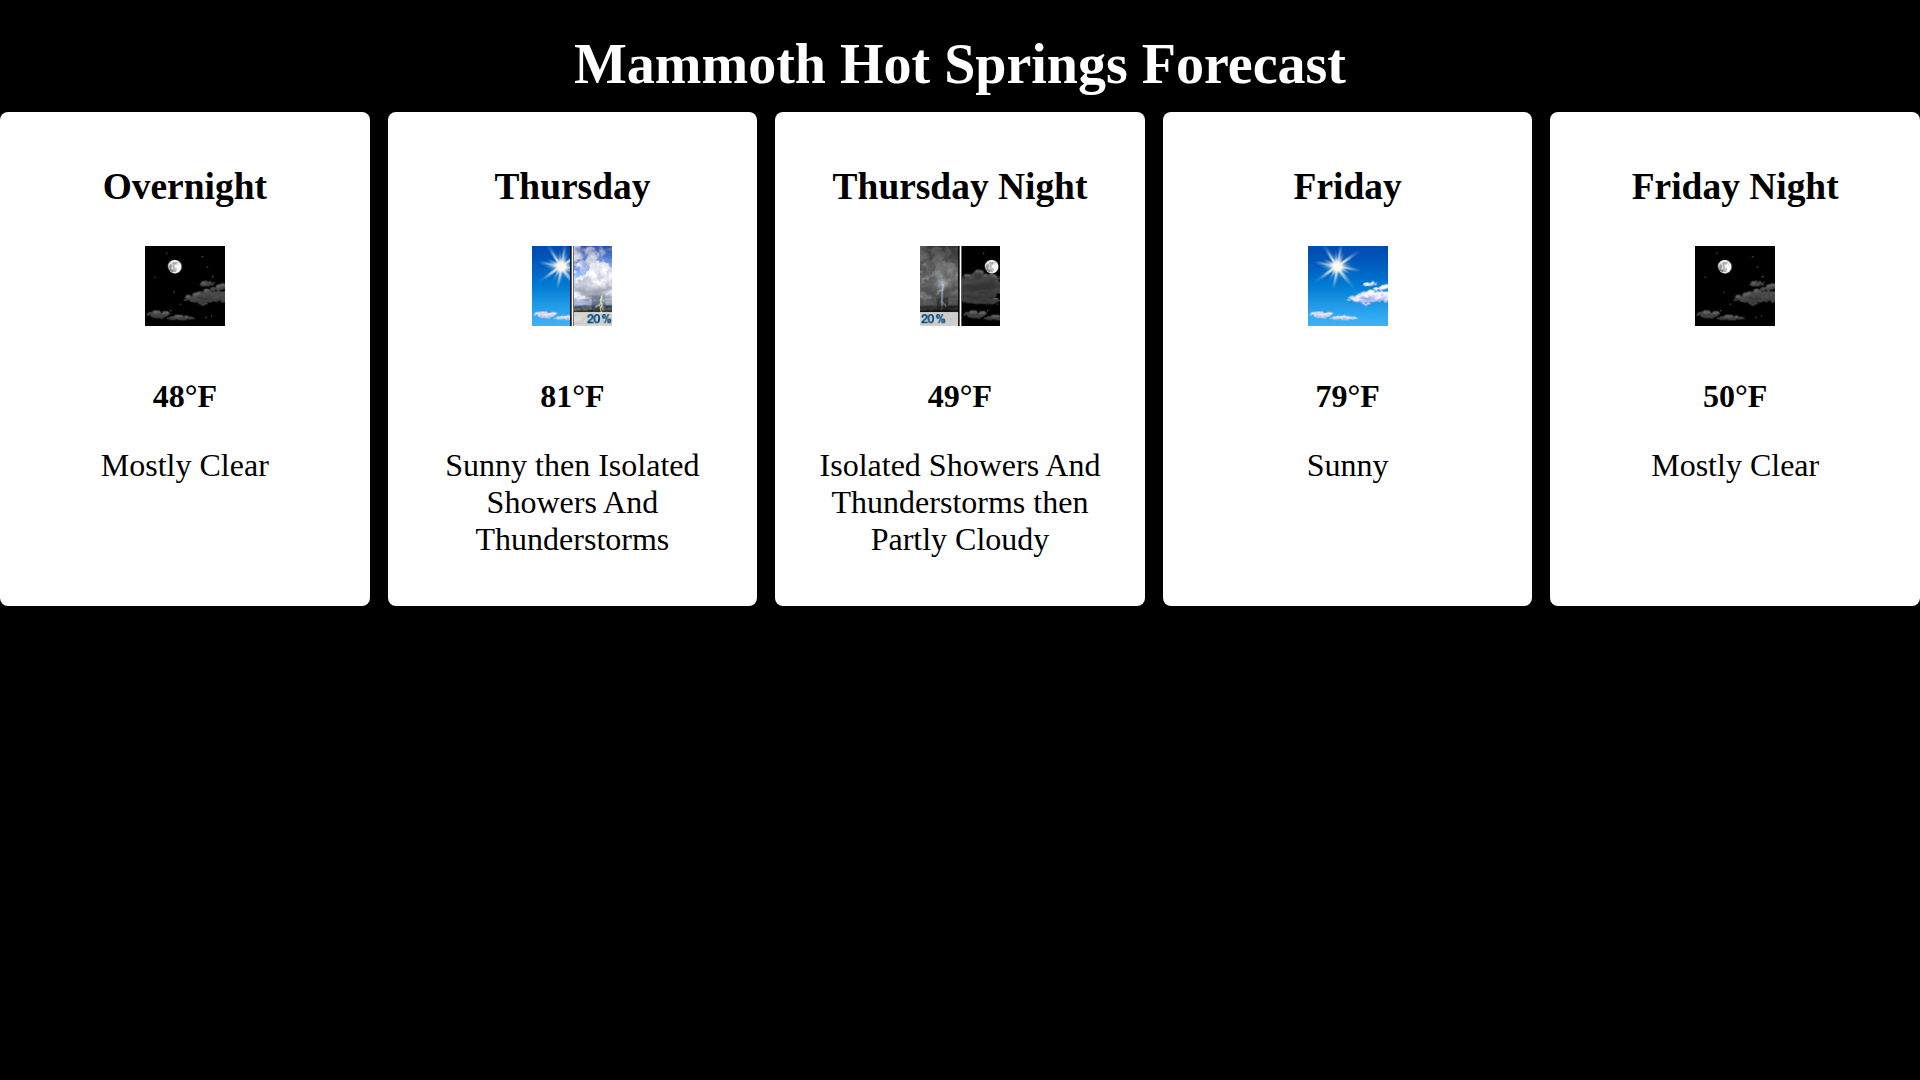 Mammoth Hot Springs Forecast
Overnight
48°F
Mostly Clear
Thursday
20%
81°F
Sunny then Isolated
Showers And
Thunderstorms
Thursday Night
20%
49°F
Isolated Showers And
Thunderstorms then
Partly Cloudy
Friday
79°F
Sunny
Friday Night
50°F
Mostly Clear